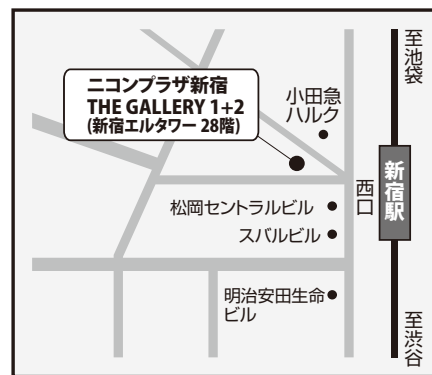 ニコンプラザ新宿
THE GALLERY 1+2
(新宿エルタワー 28階)
小田急
ハルク
至池袋
新宿駅
西口
松岡セントラルビル
スバルビル
明治安田生命
ビル
至渋谷